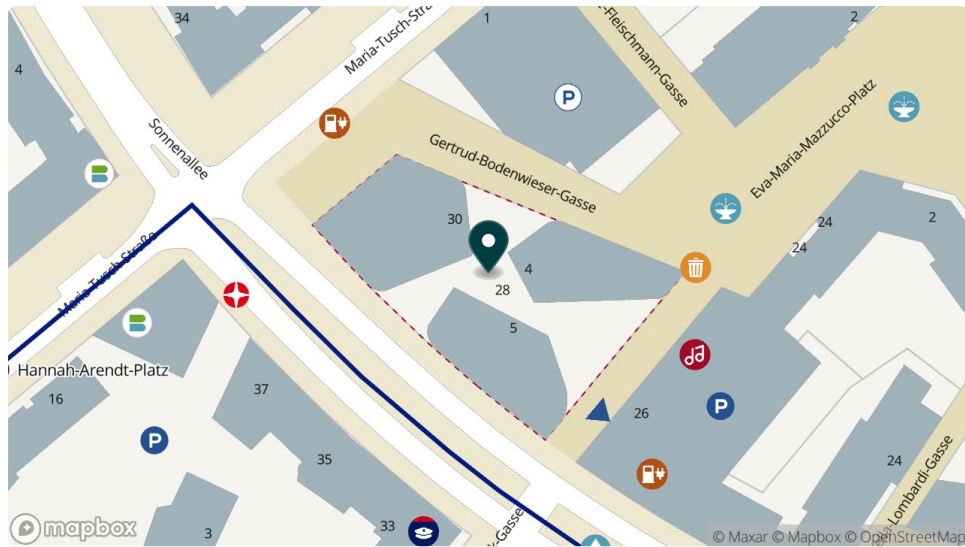 34
1
2
Maria-Tusch-Stra
-Fleischmann-Gasse
4
P
Eva-Maria-Mazzucco-Platz
Sonnenallee
Gertrud-Bodenwieser-Gasse
30
24
2
24
Maria-Tusch-Straße
4
28
5
Hannah-Arendt-Platz
16
37
P
26
P
35
24
-Lombardi-Gasse
33
3
-Gasse
mapbox
© Maxar © Mapbox © OpenStreetMap